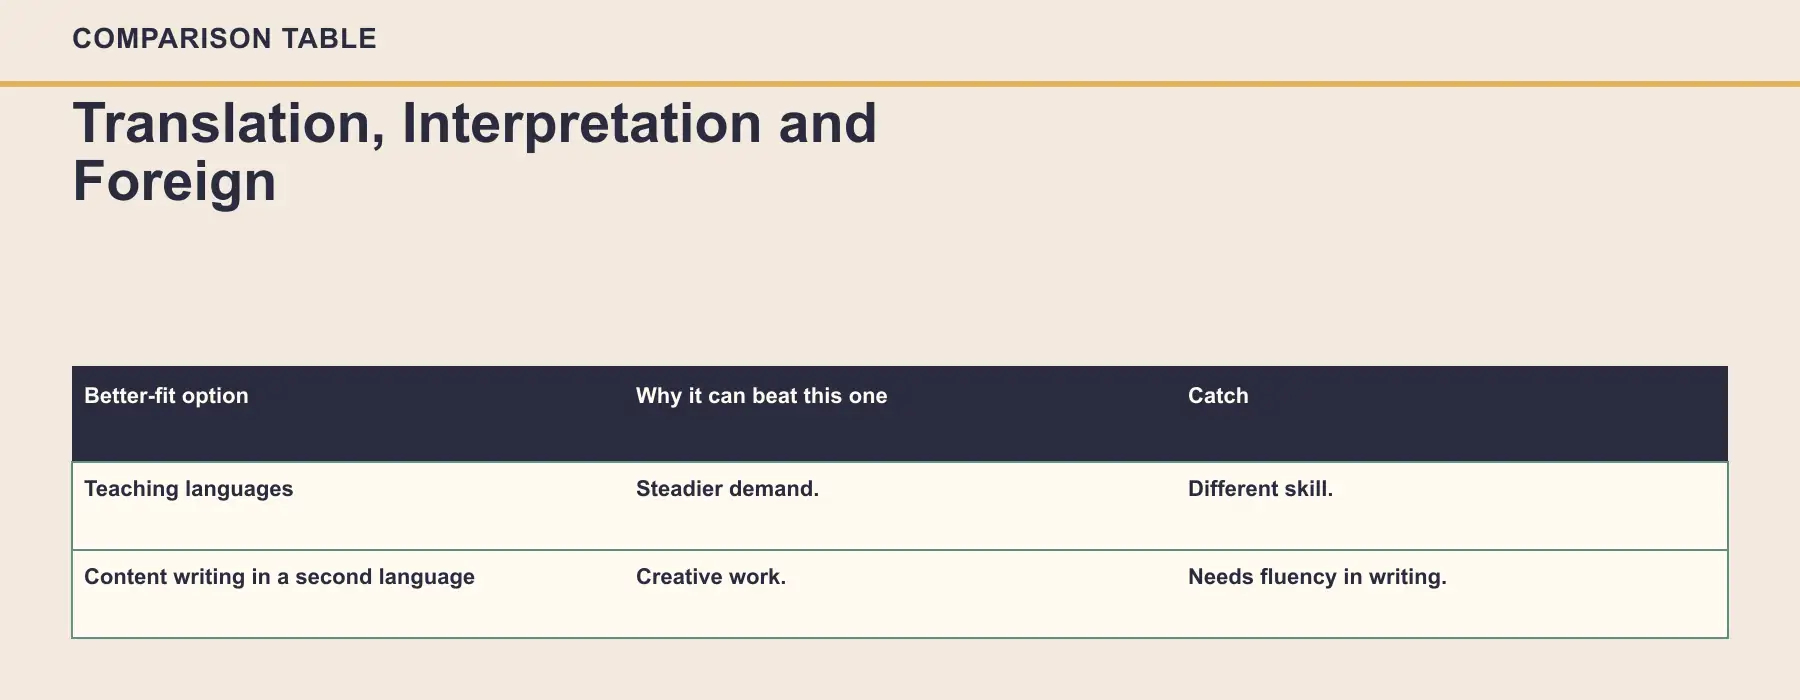 COMPARISON TABLE
Translation, Interpretation and
Foreign
Better-fit option Why it can beat this one Catch
Teaching languages Steadier demand. Different skill.
Content writing in a second language Creative work. Needs fluency in writing.